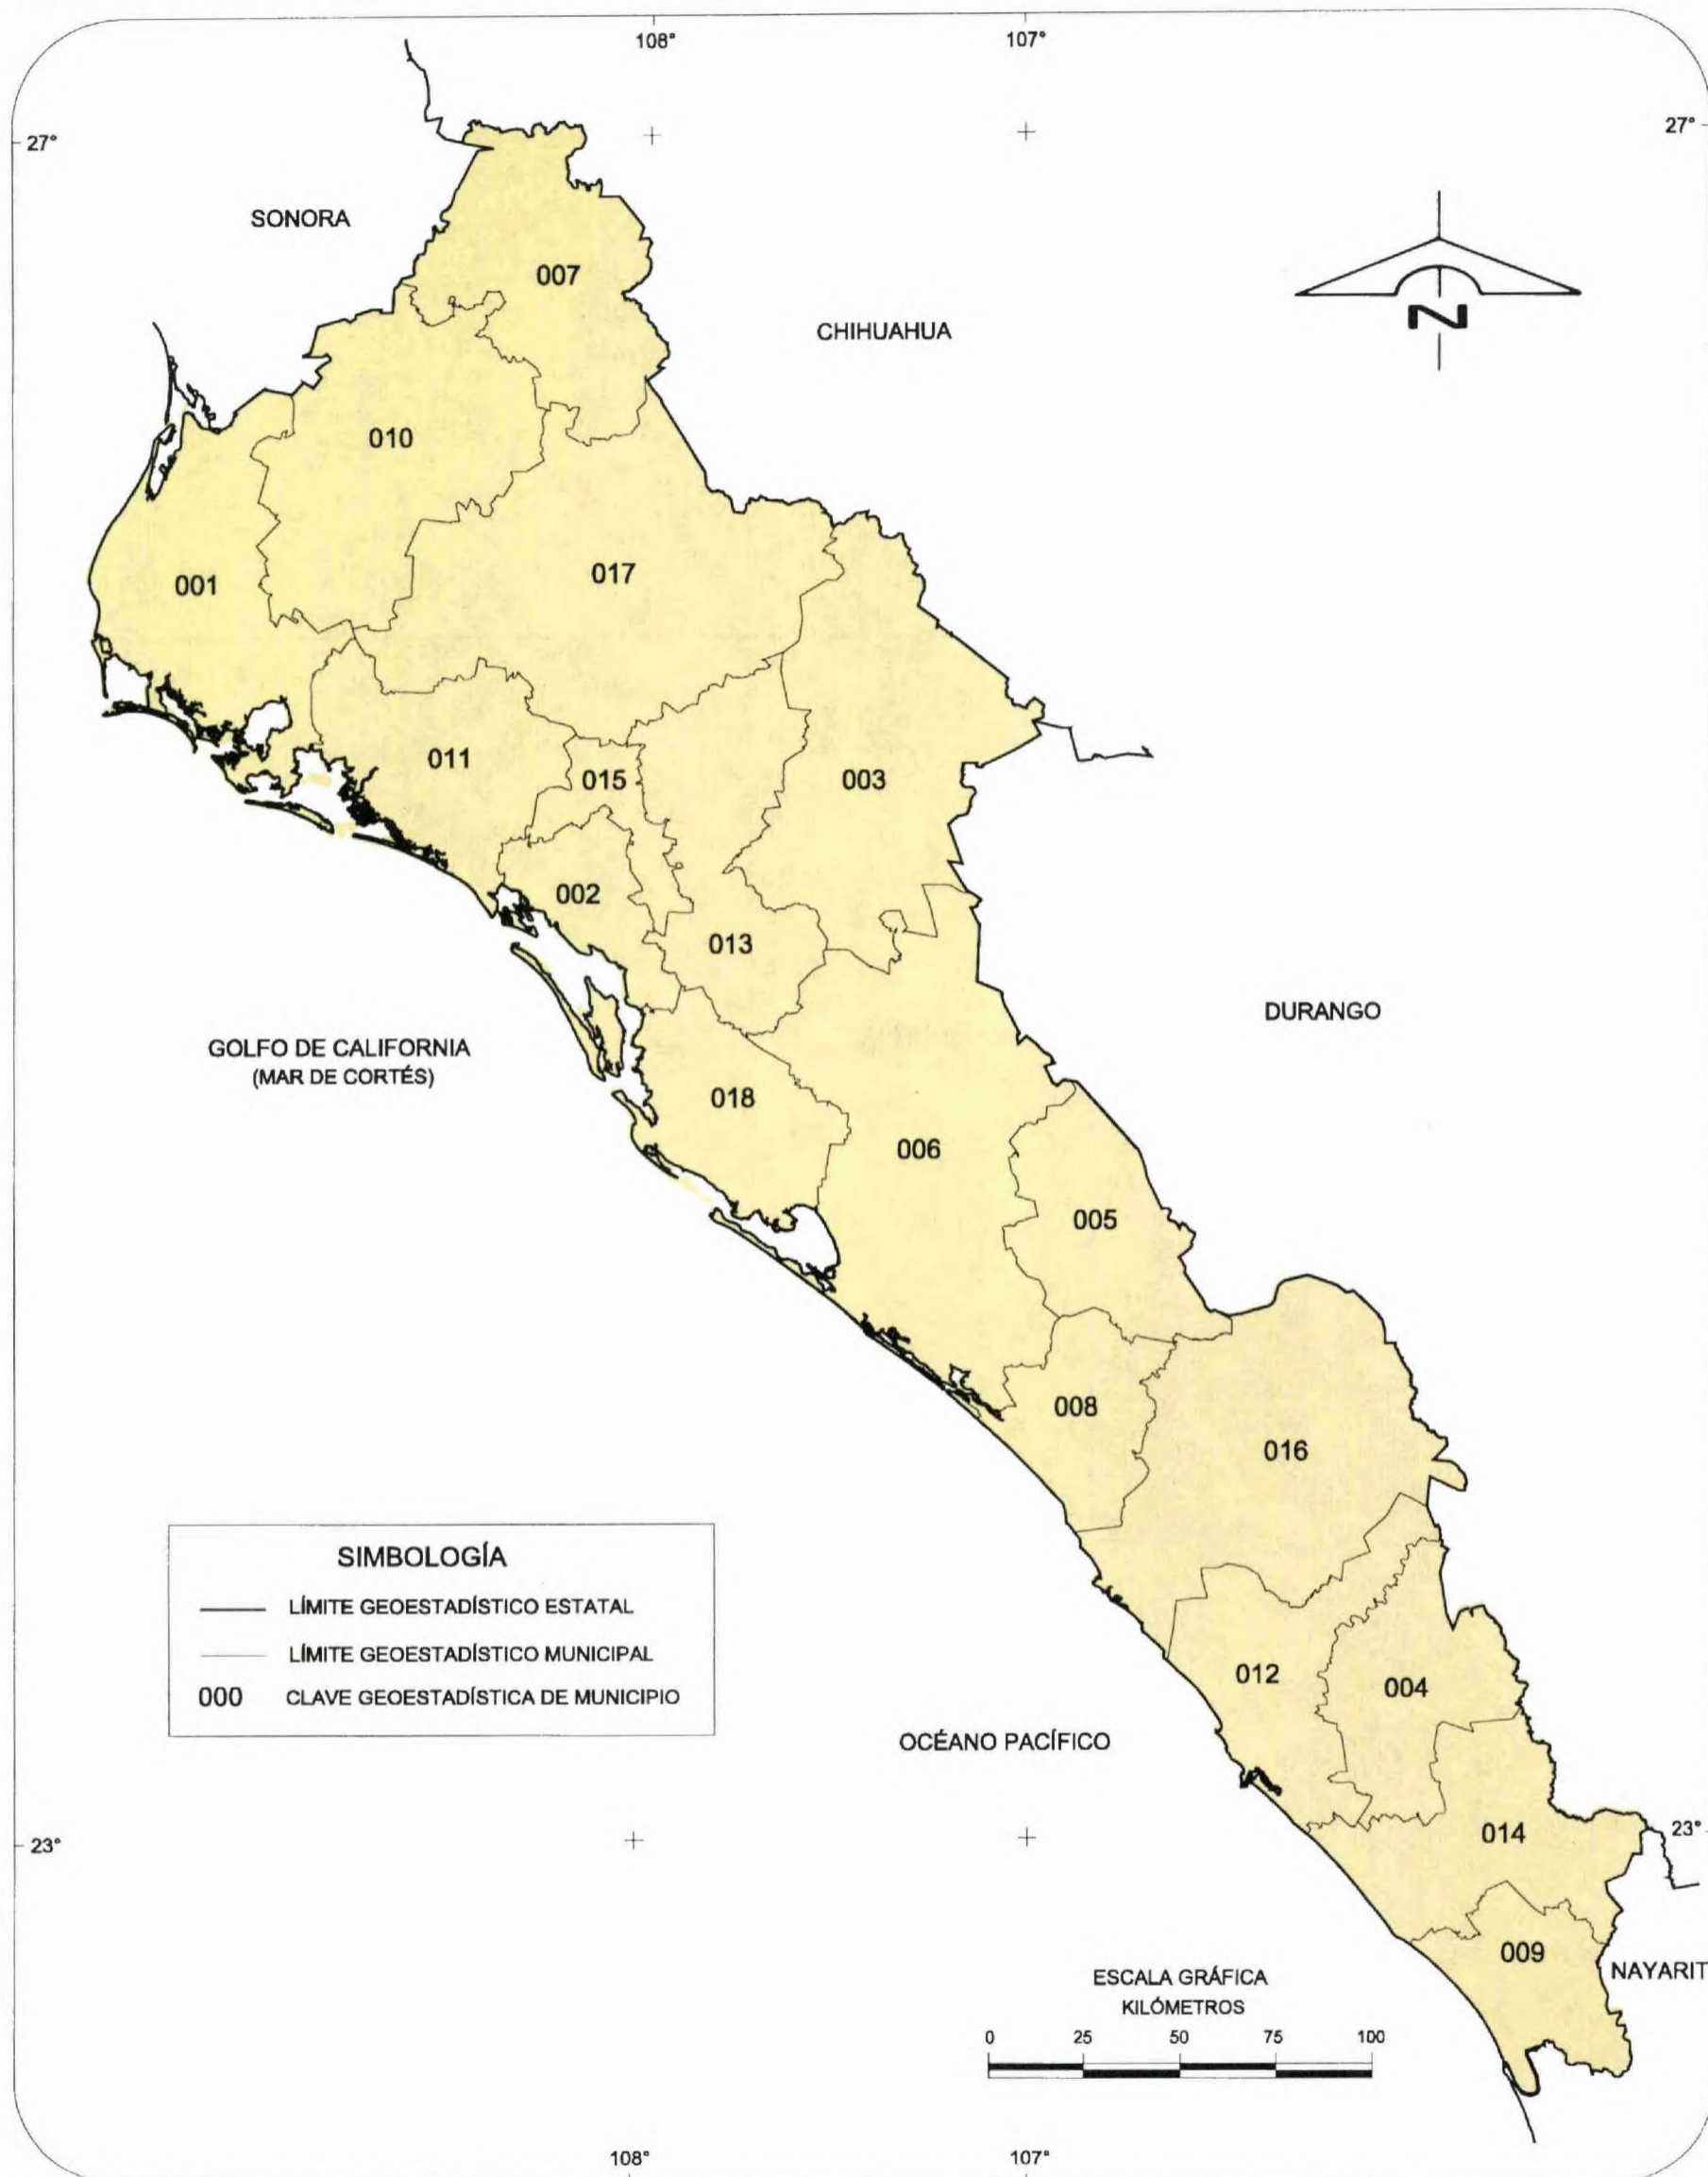 108°
107°
27°
27°
SONORA
007
CHIHUAHUA
N
010
017
001
011
015
003
002
013
DURANGO
GOLFO DE CALIFORNIA
(MAR DE CORTÉS)
018
006
005
008
016
SIMBOLOGÍA
LÍMITE GEOESTADÍSTICO ESTATAL
LÍMITE GEOESTADÍSTICO MUNICIPAL
000 CLAVE GEOESTADÍSTICA DE MUNICIPIO
012
004
OCÉANO PACÍFICO
014
23°
23°
009
NAYARIT
ESCALA GRÁFICA
KILÓMETROS
0 25 50 75 100
108°
107°